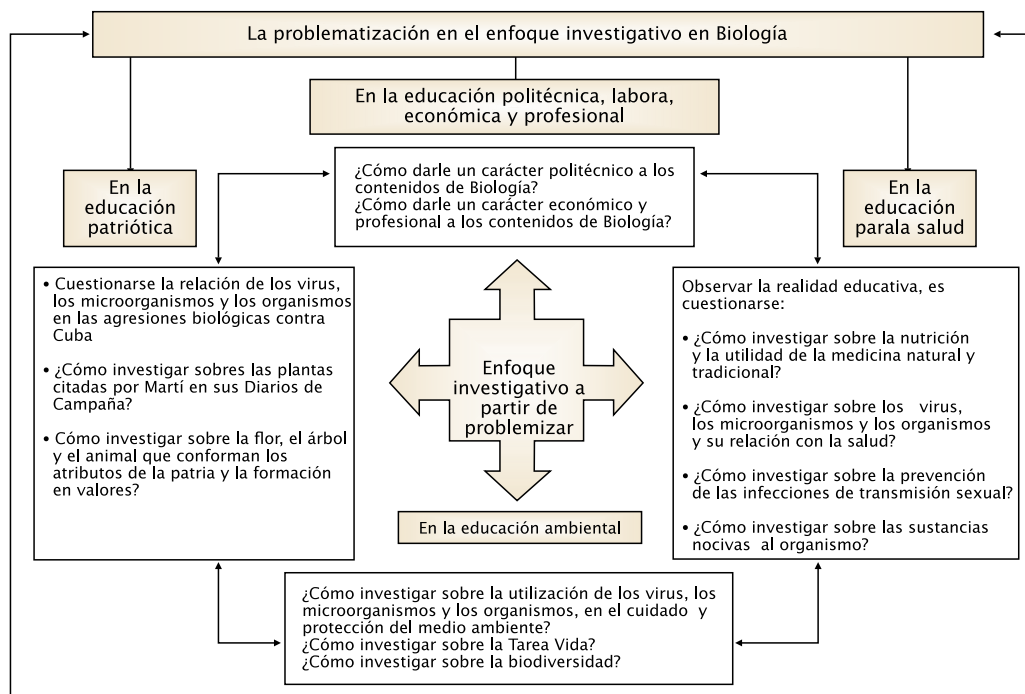 La problematización en el enfoque investigativo en Biología
En la educación politécnica, labora,
económica y profesional
En la
educación
patriótica
¿Cómo darle un carácter politécnico a los
contenidos de Biología?
¿Cómo darle un carácter económico y
profesional a los contenidos de Biología?
En la
educación
parala salud
• Cuestionarse la relación de los virus,
los microorganismos y los organismos
en las agresiones biológicas contra
Cuba
• ¿Cómo investigar sobres las plantas
citadas por Martí en sus Diarios de
Campaña?
• Cómo investigar sobre la flor, el árbol
y el animal que conforman los
atributos de la patria y la formación
en valores?
Enfoque
investigativo a
partir de
problemizar
Observar la realidad educativa, es
cuestionarse:
• ¿Cómo investigar sobre la nutrición
y la utilidad de la medicina natural y
tradicional?
• ¿Cómo investigar sobre los virus,
los microorganismos y los organismos
y su relación con la salud?
• ¿Cómo investigar sobre la prevención
de las infecciones de transmisión sexual?
• ¿Cómo investigar sobre las sustancias
nocivas al organismo?
En la educación ambiental
¿Cómo investigar sobre la utilización de los virus, los
microorganismos y los organismos, en el cuidado y
protección del medio ambiente?
¿Cómo investigar sobre la Tarea Vida?
¿Cómo investigar sobre la biodiversidad?